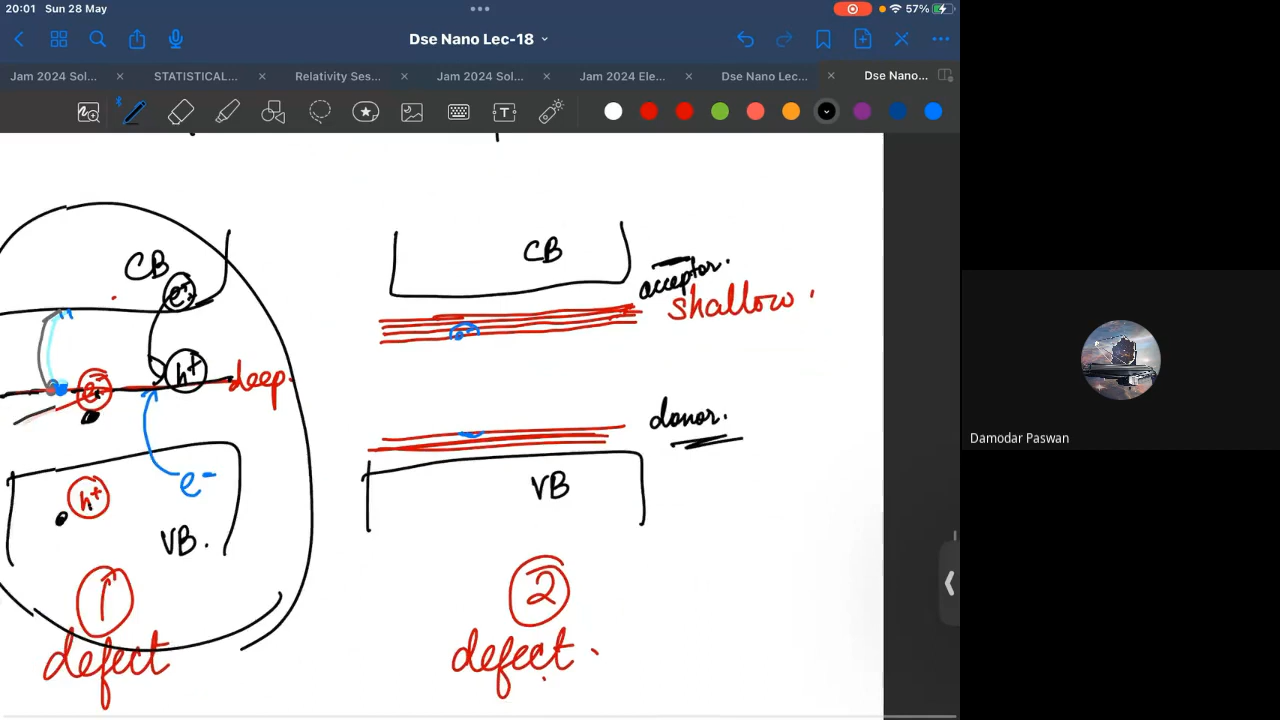 20:01 Sun 28 May
57%
Dse Nano Lec-18
Jam 2024 Sol...
STATISTICAL...
Relativity Ses...
Jam 2024 Sol...
Jam 2024 Ele...
Dse Nano Lec...
Dse Nano...
CB
e-
h+
deep.
e-
e-
h+
VB.
1
defect
CB
acceptor.
shallow.
donor.
VB
2
defect.
Damodar Paswan